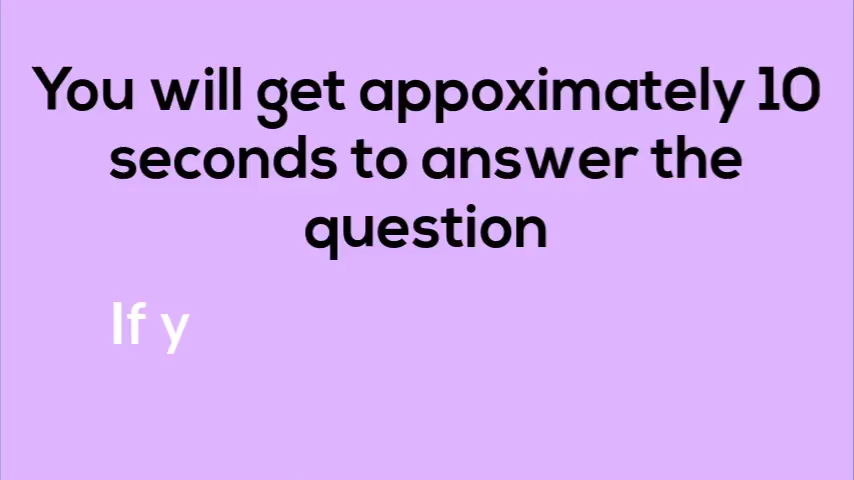 You will get appoximately 10
seconds to answer the
question
If y